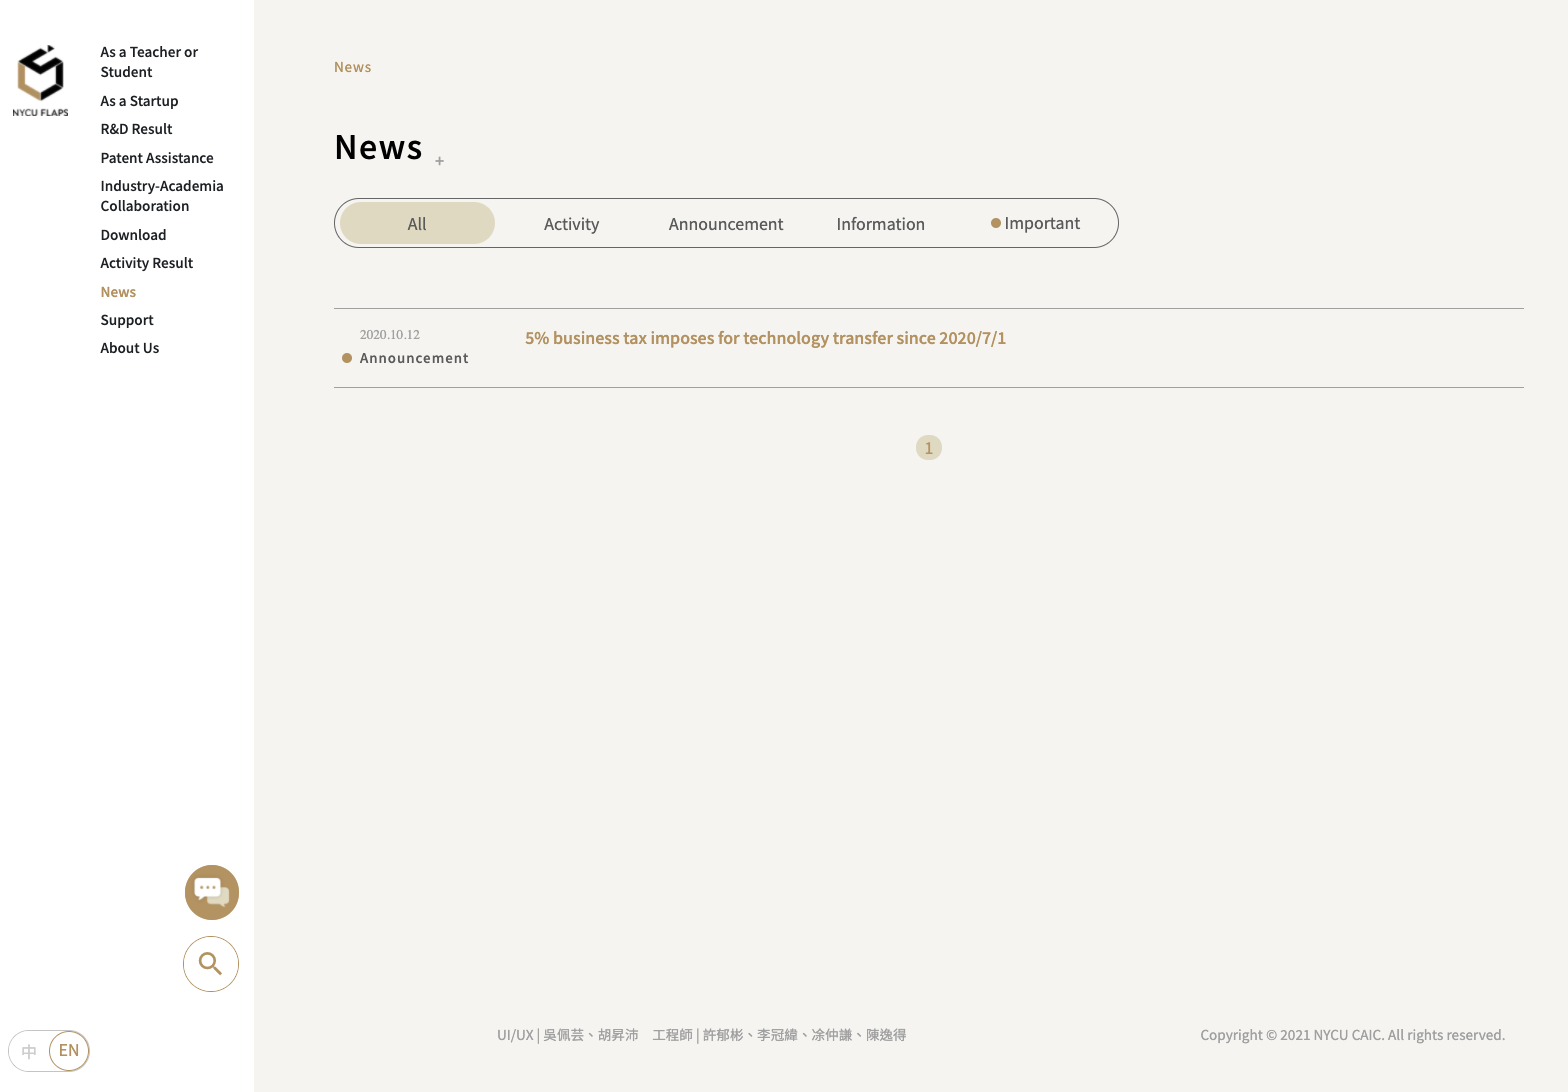 NYCU FLAPS
As a Teacher or
Student
As a Startup
R&D Result
Patent Assistance
Industry-Academia
Collaboration
Download
Activity Result
News
Support
About Us
中
EN
News
News +
All
Activity
Announcement
Information
Important
2020.10.12
Announcement
5% business tax imposes for technology transfer since 2020/7/1
1
UI/UX | 吳佩芸、胡昇沛　工程師 | 許郁彬、李冠緯、凃仲謙、陳逸得
Copyright © 2021 NYCU CAIC. All rights reserved.